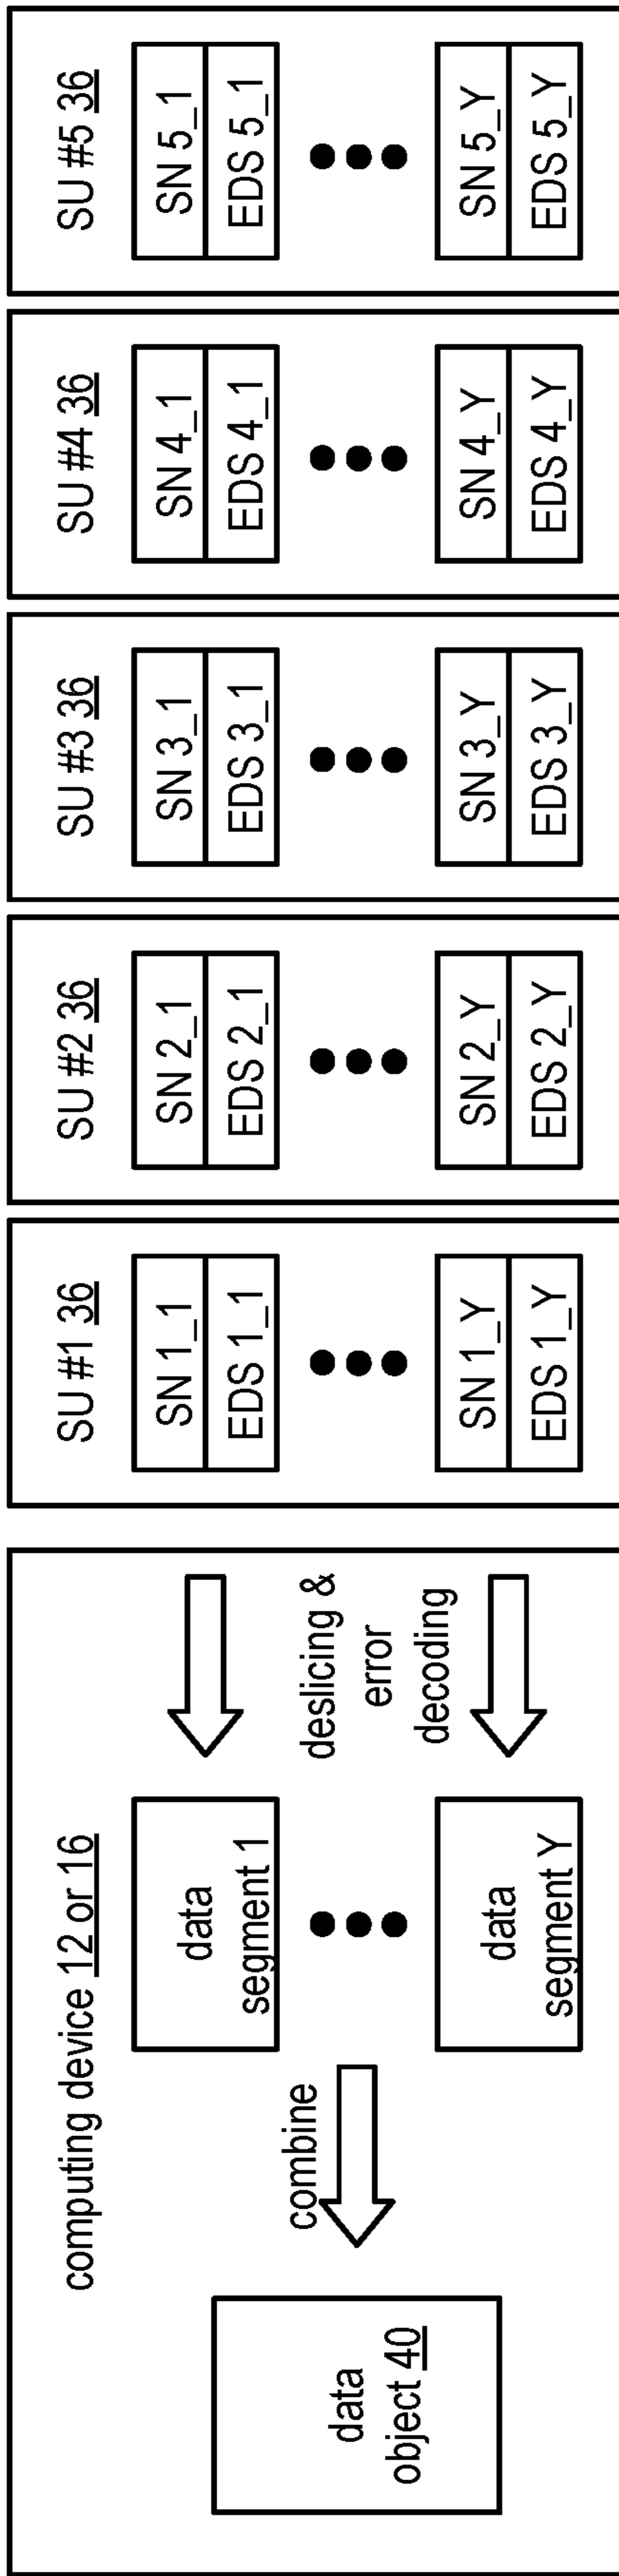 computing device 12 or 16
data
object 40
combine
data
segment 1
data
segment Y
deslicing &
error
decoding
SU #1 36
SN 1_1
EDS 1_1
SN 1_Y
EDS 1_Y
SU #2 36
SN 2_1
EDS 2_1
SN 2_Y
EDS 2_Y
SU #3 36
SN 3_1
EDS 3_1
SN 3_Y
EDS 3_Y
SU #4 36
SN 4_1
EDS 4_1
SN 4_Y
EDS 4_Y
SU #5 36
SN 5_1
EDS 5_1
SN 5_Y
EDS 5_Y